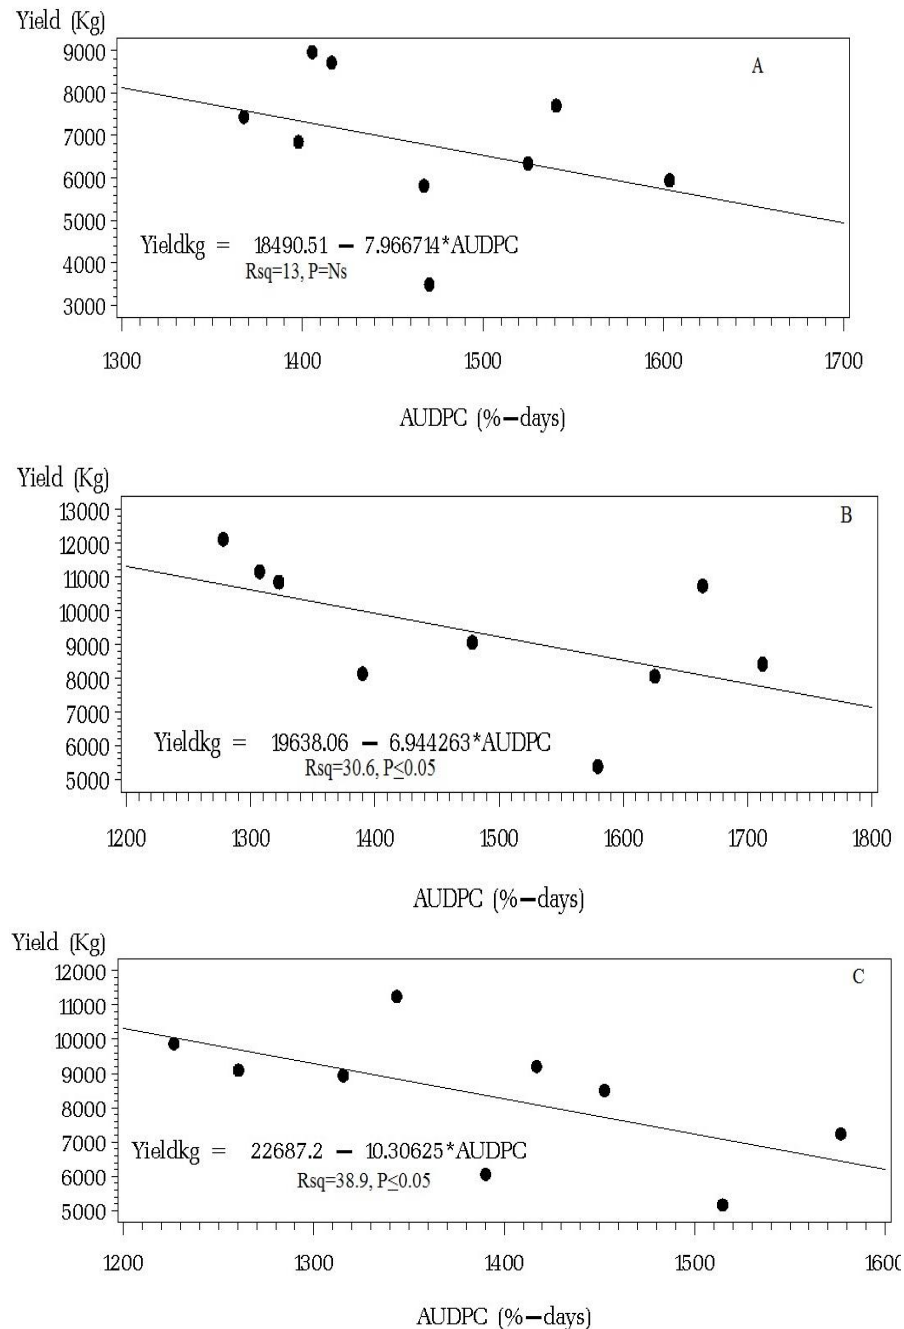 Yield (Kg)
A
9000
8000
7000
6000
5000
4000
3000
Yieldkg = 18490.51 − 7.966714*AUDPC
Rsq=13, P=Ns
1300 1400 1500 1600 1700
AUDPC (%−days)
Yield (Kg)
B
13000
12000
11000
10000
9000
8000
7000
6000
5000
Yieldkg = 19638.06 − 6.944263*AUDPC
Rsq=30.6, P≤0.05
1200 1300 1400 1500 1600 1700 1800
AUDPC (%−days)
Yield (Kg)
C
12000
11000
10000
9000
8000
7000
6000
5000
Yieldkg = 22687.2 − 10.30625*AUDPC
Rsq=38.9, P≤0.05
1200 1300 1400 1500 1600
AUDPC (%−days)